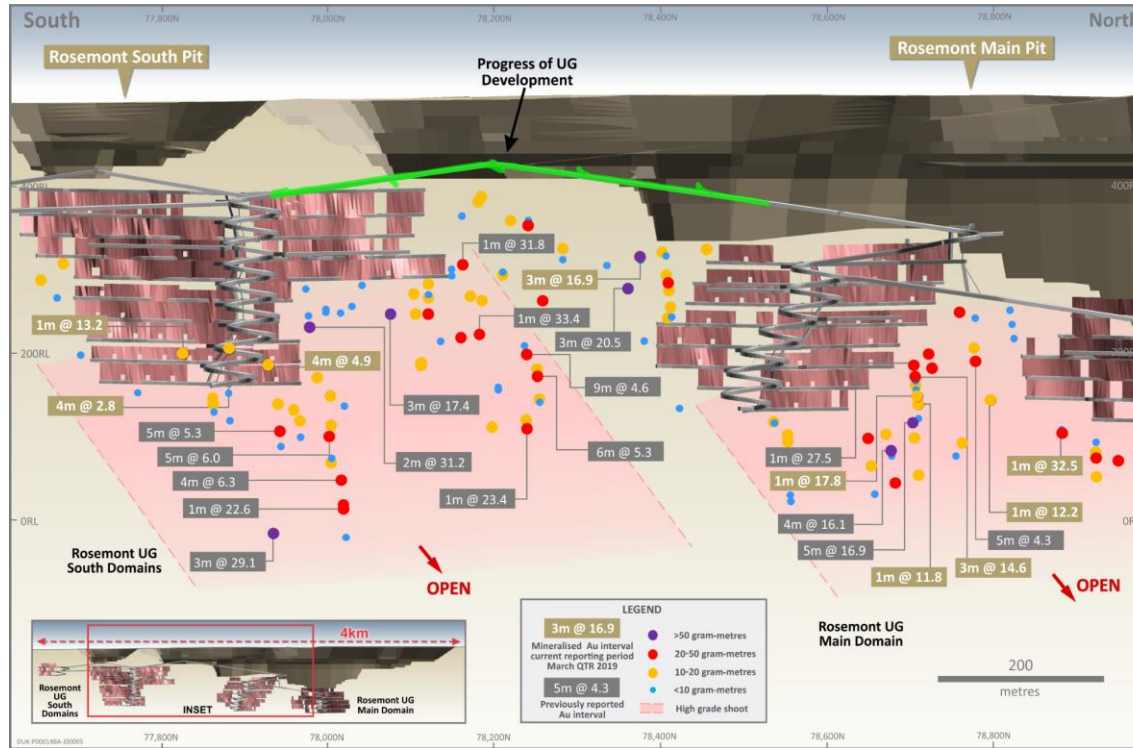 77,800N
78,000N
78,200N
78,400N
78,600N
78,800N
South
North
Rosemont South Pit
Rosemont Main Pit
Progress of UG
Development
400RL
400R
1m @ 31.8
3m @ 16.9
1m @ 13.2
1m @ 33.4
3m @ 20.5
200RL
4m @ 4.9
9m @ 4.6
4m @ 2.8
3m @ 17.4
5m @ 5.3
6m @ 5.3
5m @ 6.0
2m @ 31.2
1m @ 27.5
1m @ 32.5
4m @ 6.3
1m @ 17.8
1m @ 22.6
1m @ 23.4
1m @ 12.2
0RL
4m @ 16.1
5m @ 4.3
5m @ 16.9
3m @ 29.1
1m @ 11.8
3m @ 14.6
Rosemont UG
South Domains
OPEN
OPEN
Rosemont UG
Main Domain
LEGEND
3m @ 16.9
Mineralised Au interval
current reporting period
March QTR 2019
5m @ 4.3
Previously reported
Au interval
>50 gram-metres
20-50 gram-metres
10-20 gram-metres
<10 gram-metres
High grade shoot
200
metres
4km
Rosemont
UG
South
Domains
INSET
Rosemont UG
Main Domain
77,800N
78,000N
78,200N
78,400N
78,600N
78,800N